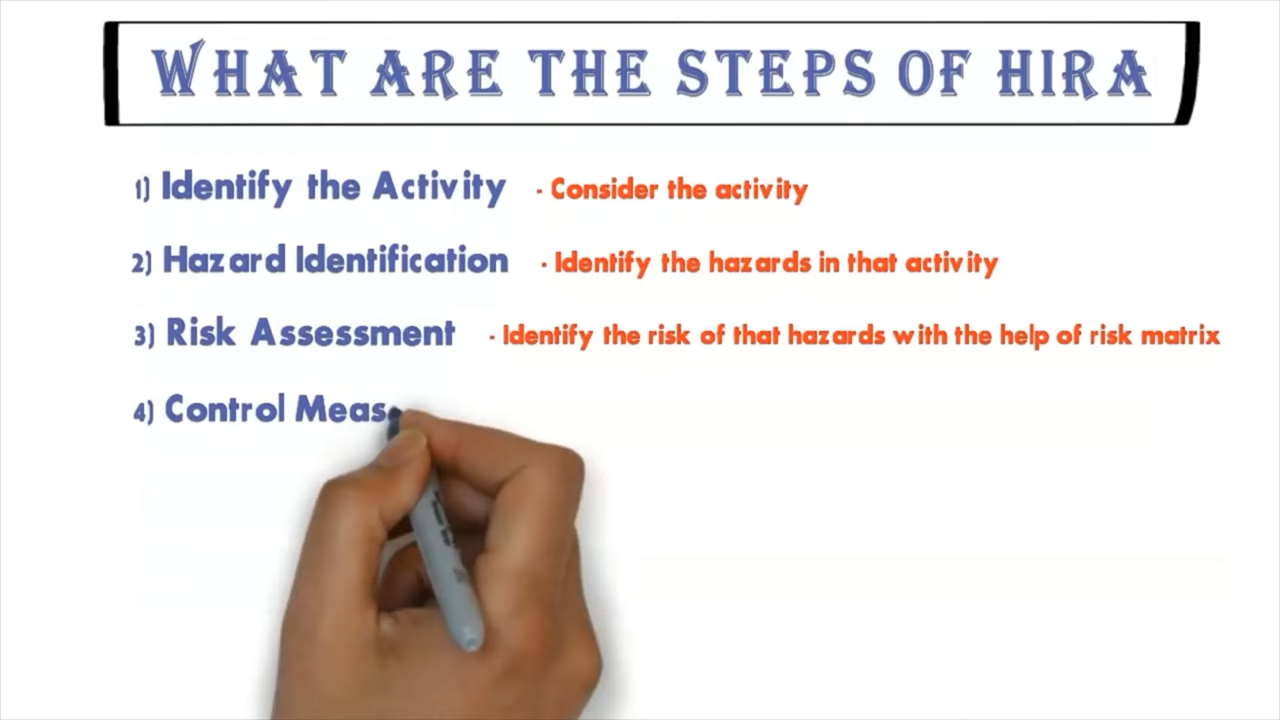 WHAT ARE THE STEPS OF HIRA
1) Identify the Activity - Consider the activity
2) Hazard Identification - Identify the hazards in that activity
3) Risk Assessment - Identify the risk of that hazards with the help of risk matrix
4) Control Meas